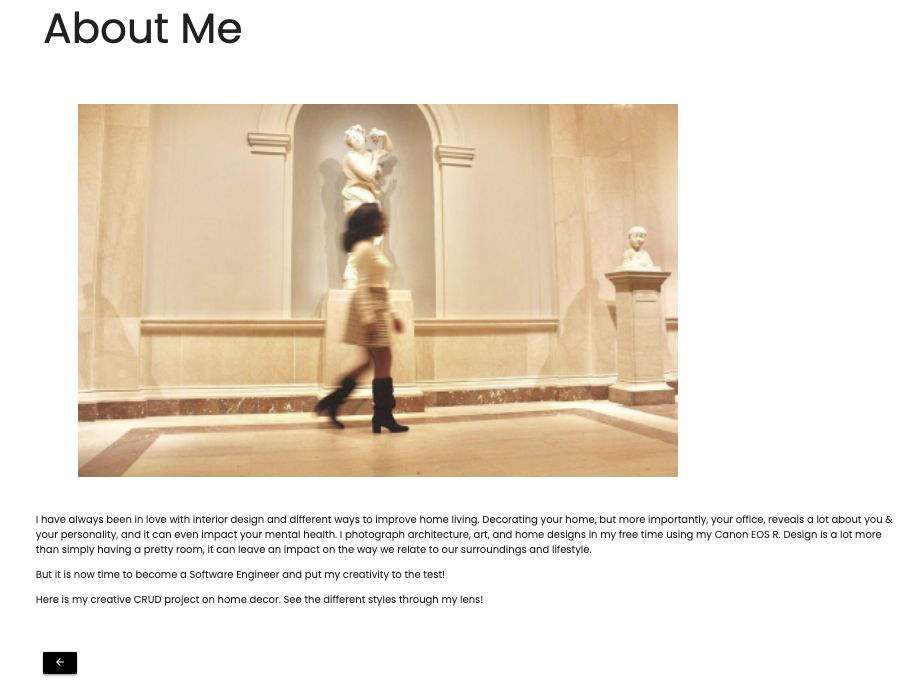 About Me
I have always been in love with interior design and different ways to improve home living. Decorating your home, but more importantly, your office, reveals a lot about you &
your personality, and it can even impact your mental health. I photograph architecture, art, and home designs in my free time using my Canon EOS R. Design is a lot more
than simply having a pretty room, it can leave an impact on the way we relate to our surroundings and lifestyle.
But it is now time to become a Software Engineer and put my creativity to the test!
Here is my creative CRUD project on home decor. See the different styles through my lens!